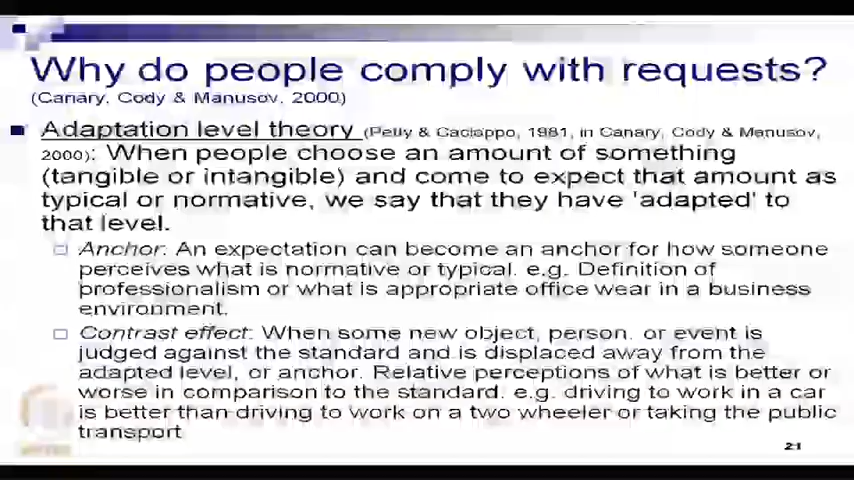 Why do people comply with requests?
(Canary, Cody & Manusov, 2000)
Adaptation level theory (Petty & Cacioppo, 1981, in Canary, Cody & Manusov,
2000): When people choose an amount of something
(tangible or intangible) and come to expect that amount as
typical or normative, we say that they have 'adapted' to
that level.
Anchor: An expectation can become an anchor for how someone
perceives what is normative or typical. e.g. Definition of
professionalism or what is appropriate office wear in a business
environment.
Contrast effect: When some new object, person, or event is
judged against the standard and is displaced away from the
adapted level, or anchor. Relative perceptions of what is better or
worse in comparison to the standard. e.g. driving to work in a car
is better than driving to work on a two wheeler or taking the public
transport
21